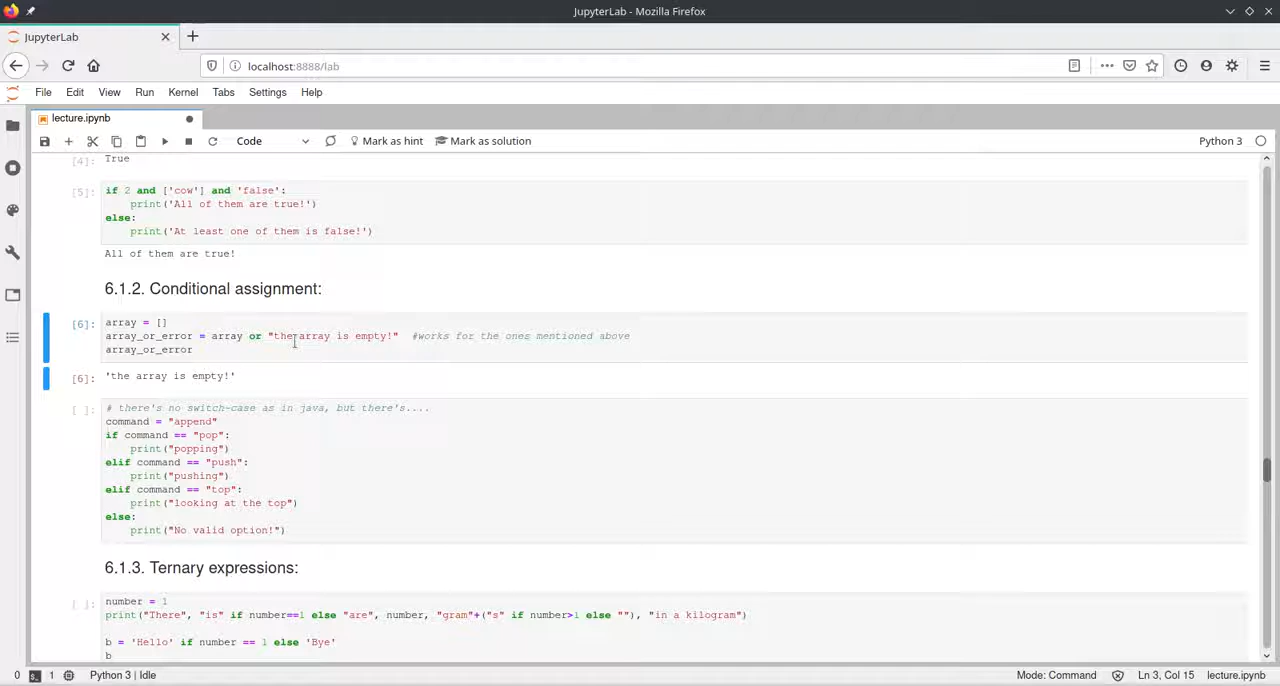 JupyterLab - Mozilla Firefox
JupyterLab
localhost:8888/lab
File Edit View Run Kernel Tabs Settings Help
lecture.ipynb
Code Mark as hint Mark as solution Python 3
[4]: True
[5]: if 2 and ['cow'] and 'false':
print('All of them are true!')
else:
print('At least one of them is false!')
All of them are true!
6.1.2. Conditional assignment:
[6]: array = []
array_or_error = array or "the array is empty!" #works for the ones mentioned above
array_or_error
[6]: 'the array is empty!'
[ ]: # there's no switch-case as in java, but there's....
command = "append"
if command == "pop":
print("popping")
elif command == "push":
print("pushing")
elif command == "top":
print("looking at the top")
else:
print("No valid option!")
6.1.3. Ternary expressions:
[ ]: number = 1
print("There", "is" if number==1 else "are", number, "gram"+("s" if number>1 else ""), "in a kilogram")
b = 'Hello' if number == 1 else 'Bye'
b
0 1 Python 3 | Idle Mode: Command Ln 3, Col 15 lecture.ipynb